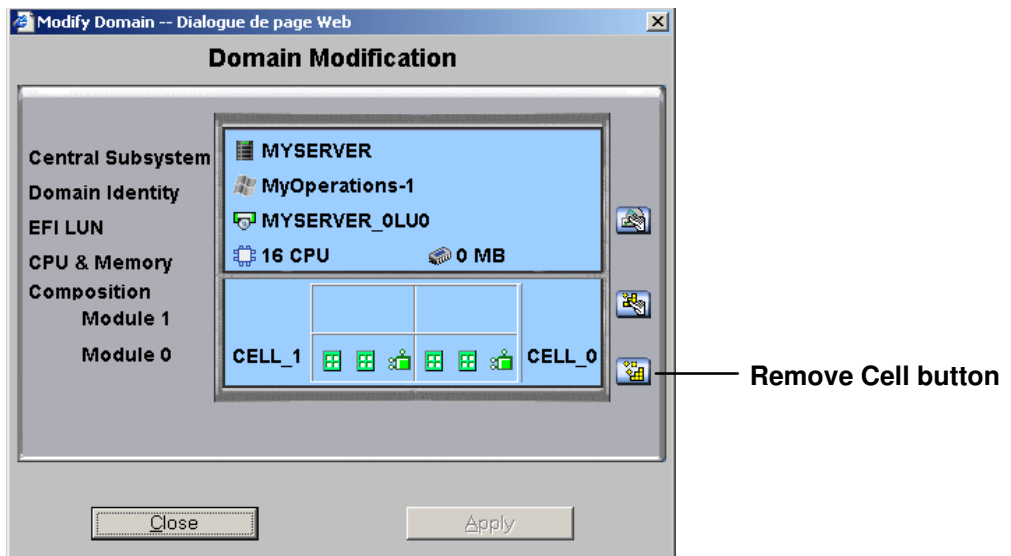 Modify Domain -- Dialogue de page Web
Domain Modification
Central Subsystem MYSERVER
Domain Identity MyOperations-1
EFI LUN MYSERVER_0LU0
CPU & Memory 16 CPU 0 MB
Composition
Module 1
Module 0 CELL_1 CELL_0
Remove Cell button
Close Apply